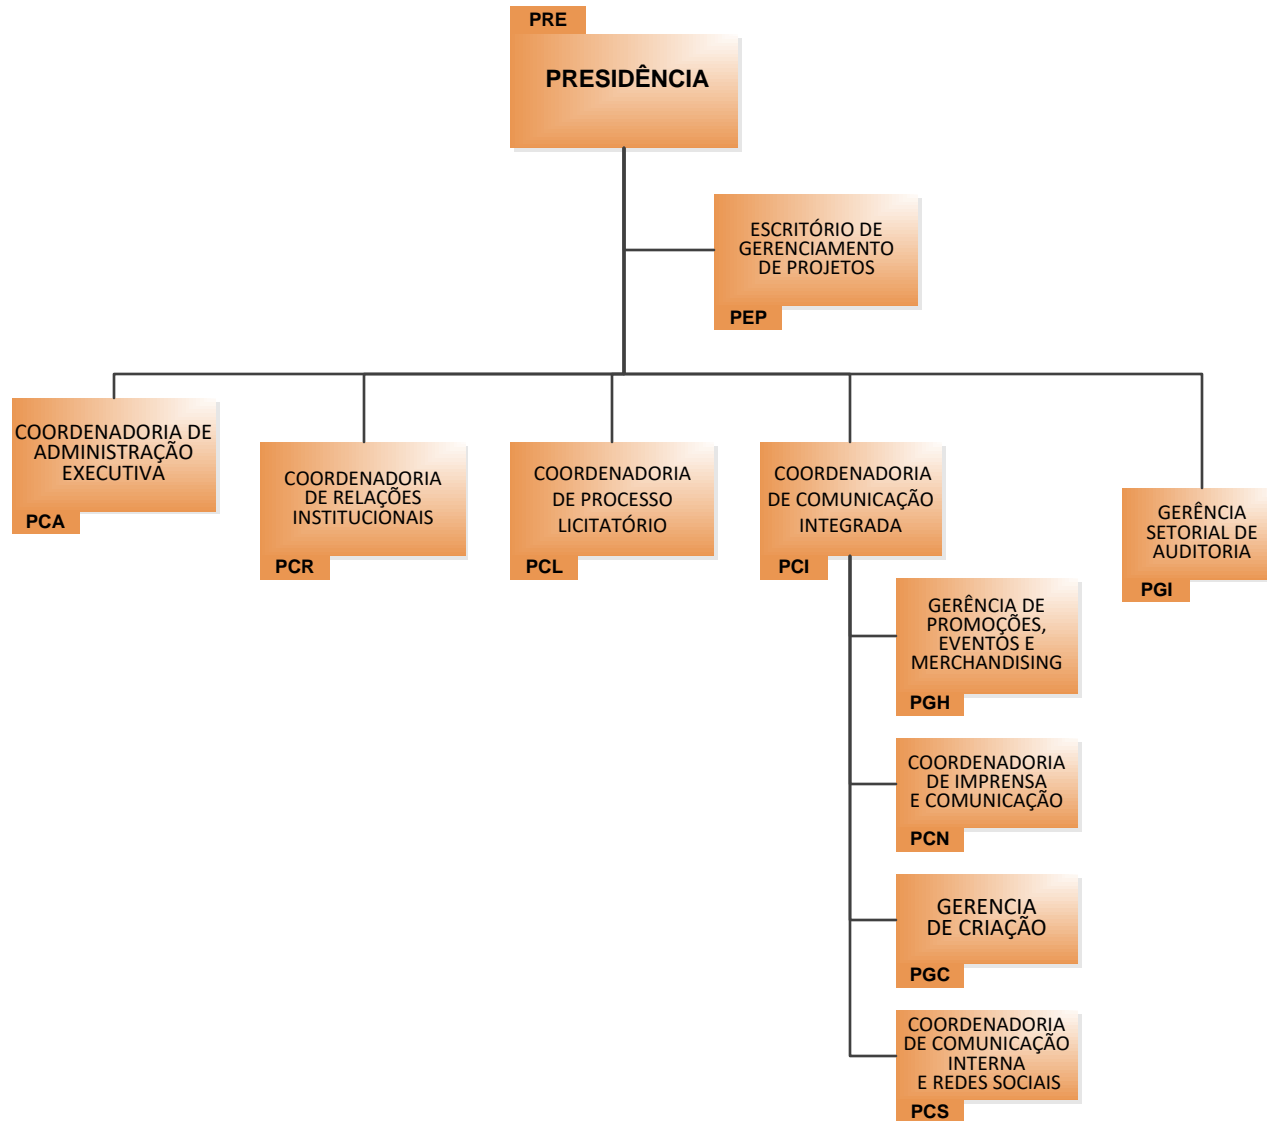 PRE
PRESIDÊNCIA
ESCRITÓRIO DE
GERENCIAMENTO
DE PROJETOS
PEP
COORDENADORIA DE
ADMINISTRAÇÃO
EXECUTIVA
PCA
COORDENADORIA
DE RELAÇÕES
INSTITUCIONAIS
PCR
COORDENADORIA
DE PROCESSO
LICITATÓRIO
PCL
COORDENADORIA
DE COMUNICAÇÃO
INTEGRADA
PCI
GERÊNCIA
SETORIAL DE
AUDITORIA
PGI
GERÊNCIA DE
PROMOÇÕES,
EVENTOS E
MERCHANDISING
PGH
COORDENADORIA
DE IMPRENSA
E COMUNICAÇÃO
PCN
GERENCIA
DE CRIAÇÃO
PGC
COORDENADORIA
DE COMUNICAÇÃO
INTERNA
E REDES SOCIAIS
PCS